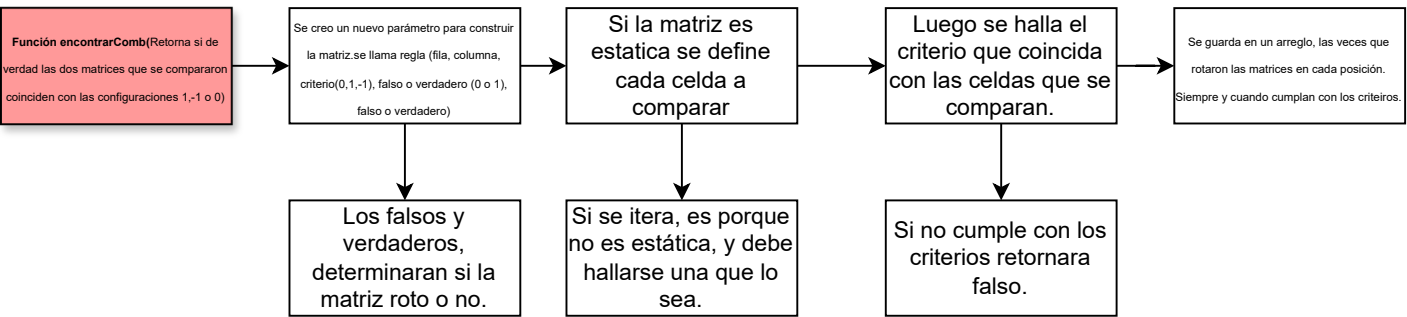 Función encontrarComb(Retorna si de
verdad las dos matrices que se compararon
coinciden con las configuraciones 1,-1 o 0)
Se creo un nuevo parámetro para construir
la matriz.se llama regla (fila, columna,
criterio(0,1,-1), falso o verdadero (0 o 1),
falso o verdadero)
Si la matriz es
estatica se define
cada celda a
comparar
Luego se halla el
criterio que coincida
con las celdas que se
comparan.
Se guarda en un arreglo, las veces que
rotaron las matrices en cada posición.
Siempre y cuando cumplan con los criteiros.
Los falsos y
verdaderos,
determinaran si la
matriz roto o no.
Si se itera, es porque
no es estática, y debe
hallarse una que lo
sea.
Si no cumple con los
criterios retornara
falso.